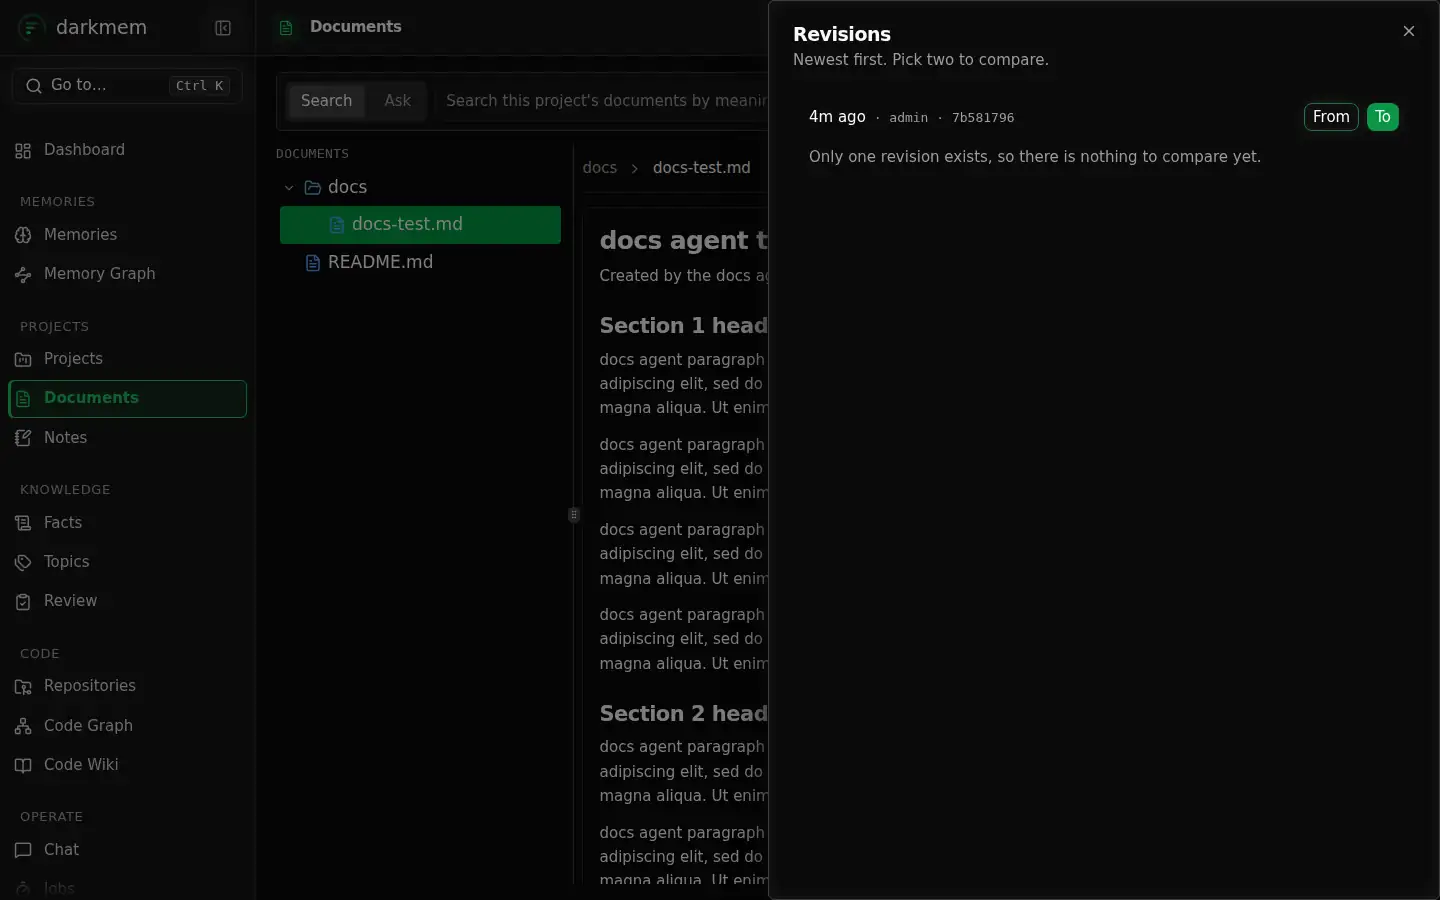 darkmem
Go to...
Ctrl K
Dashboard
MEMORIES
Memories
Memory Graph
PROJECTS
Projects
Documents
Notes
KNOWLEDGE
Facts
Topics
Review
CODE
Repositories
Code Graph
Code Wiki
OPERATE
Chat
Jobs
Documents
Search
Ask
Search this project's documents by meanin
DOCUMENTS
docs
docs-test.md
README.md
docs > docs-test.md
docs agent t
Created by the docs ag
Section 1 head
docs agent paragraph
adipiscing elit, sed do
magna aliqua. Ut enim
docs agent paragraph
adipiscing elit, sed do
magna aliqua. Ut enim
docs agent paragraph
adipiscing elit, sed do
magna aliqua. Ut enim
docs agent paragraph
adipiscing elit, sed do
magna aliqua. Ut enim
Section 2 head
docs agent paragraph
adipiscing elit, sed do
magna aliqua. Ut enim
docs agent paragraph
adipiscing elit, sed do
magna aliqua. Ut enim
Revisions
Newest first. Pick two to compare.
4m ago · admin · 7b581796
From
To
Only one revision exists, so there is nothing to compare yet.